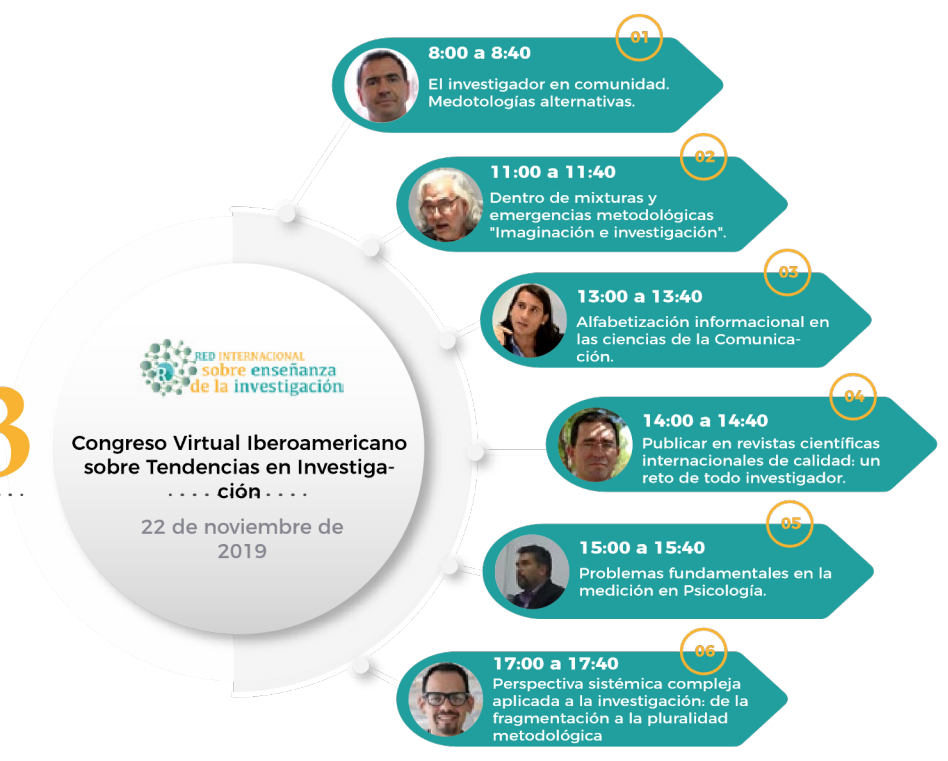 01
8:00 a 8:40
El investigador en comunidad.
Medotologías alternativas.
02
11:00 a 11:40
Dentro de mixturas y
emergencias metodológicas
"Imaginación e investigación".
03
13:00 a 13:40
Alfabetización informacional en
las ciencias de la Comunica-
ción.
04
14:00 a 14:40
Publicar en revistas científicas
internacionales de calidad: un
reto de todo investigador.
05
15:00 a 15:40
Problemas fundamentales en la
medición en Psicología.
06
17:00 a 17:40
Perspectiva sistémica compleja
aplicada a la investigación: de la
fragmentación a la pluralidad
metodológica
R
RED INTERNACIONAL
sobre enseñanza
de la investigación
Congreso Virtual Iberoamericano
sobre Tendencias en Investiga-
ción
22 de noviembre de
2019